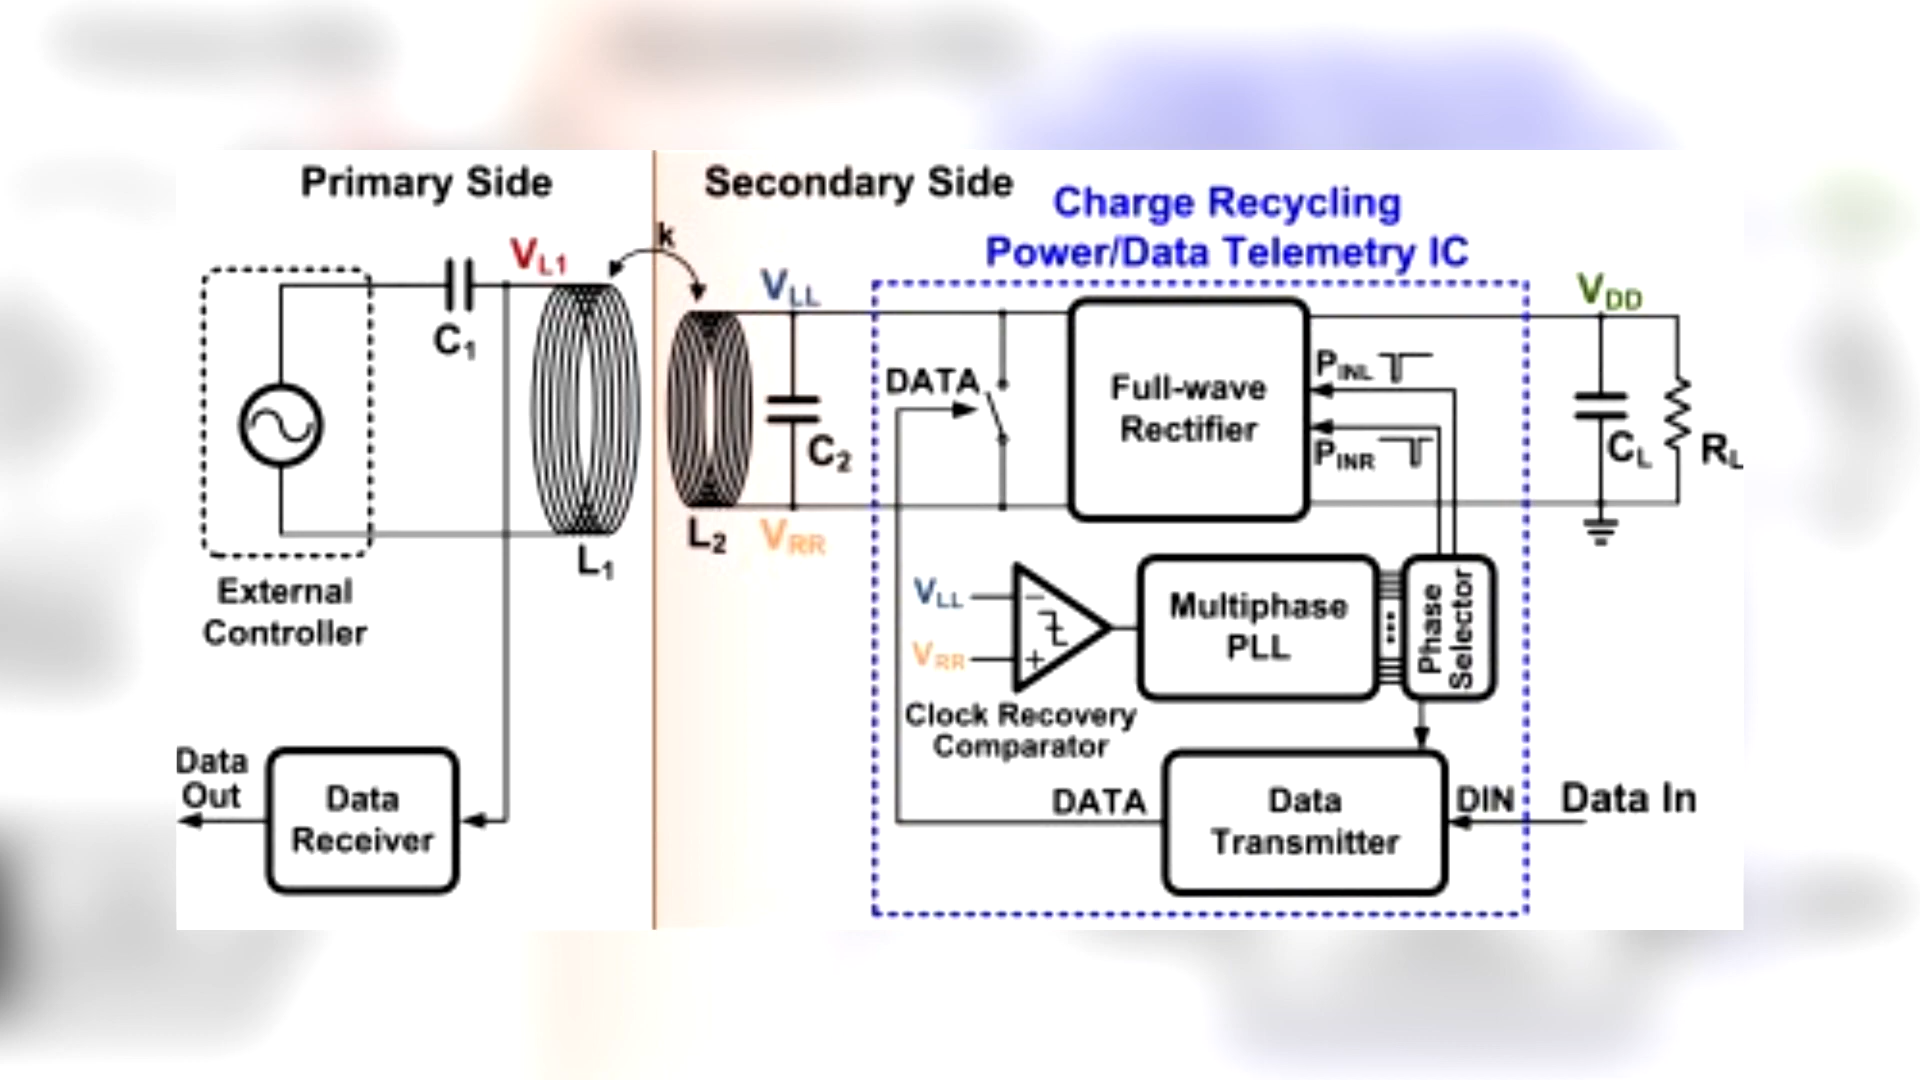 Primary Side
Secondary Side
Charge Recycling
Power/Data Telemetry IC
k
VL1
VLL
VDD
C1
DATA
Full-wave
Rectifier
PINL
PINR
C2
CL
RL
L1
L2
VRR
External
Controller
VLL
VRR
−
+
Clock Recovery
Comparator
Multiphase
PLL
...
Phase
Selector
Data
Out
Data
Receiver
DATA
Data
Transmitter
DIN
Data In